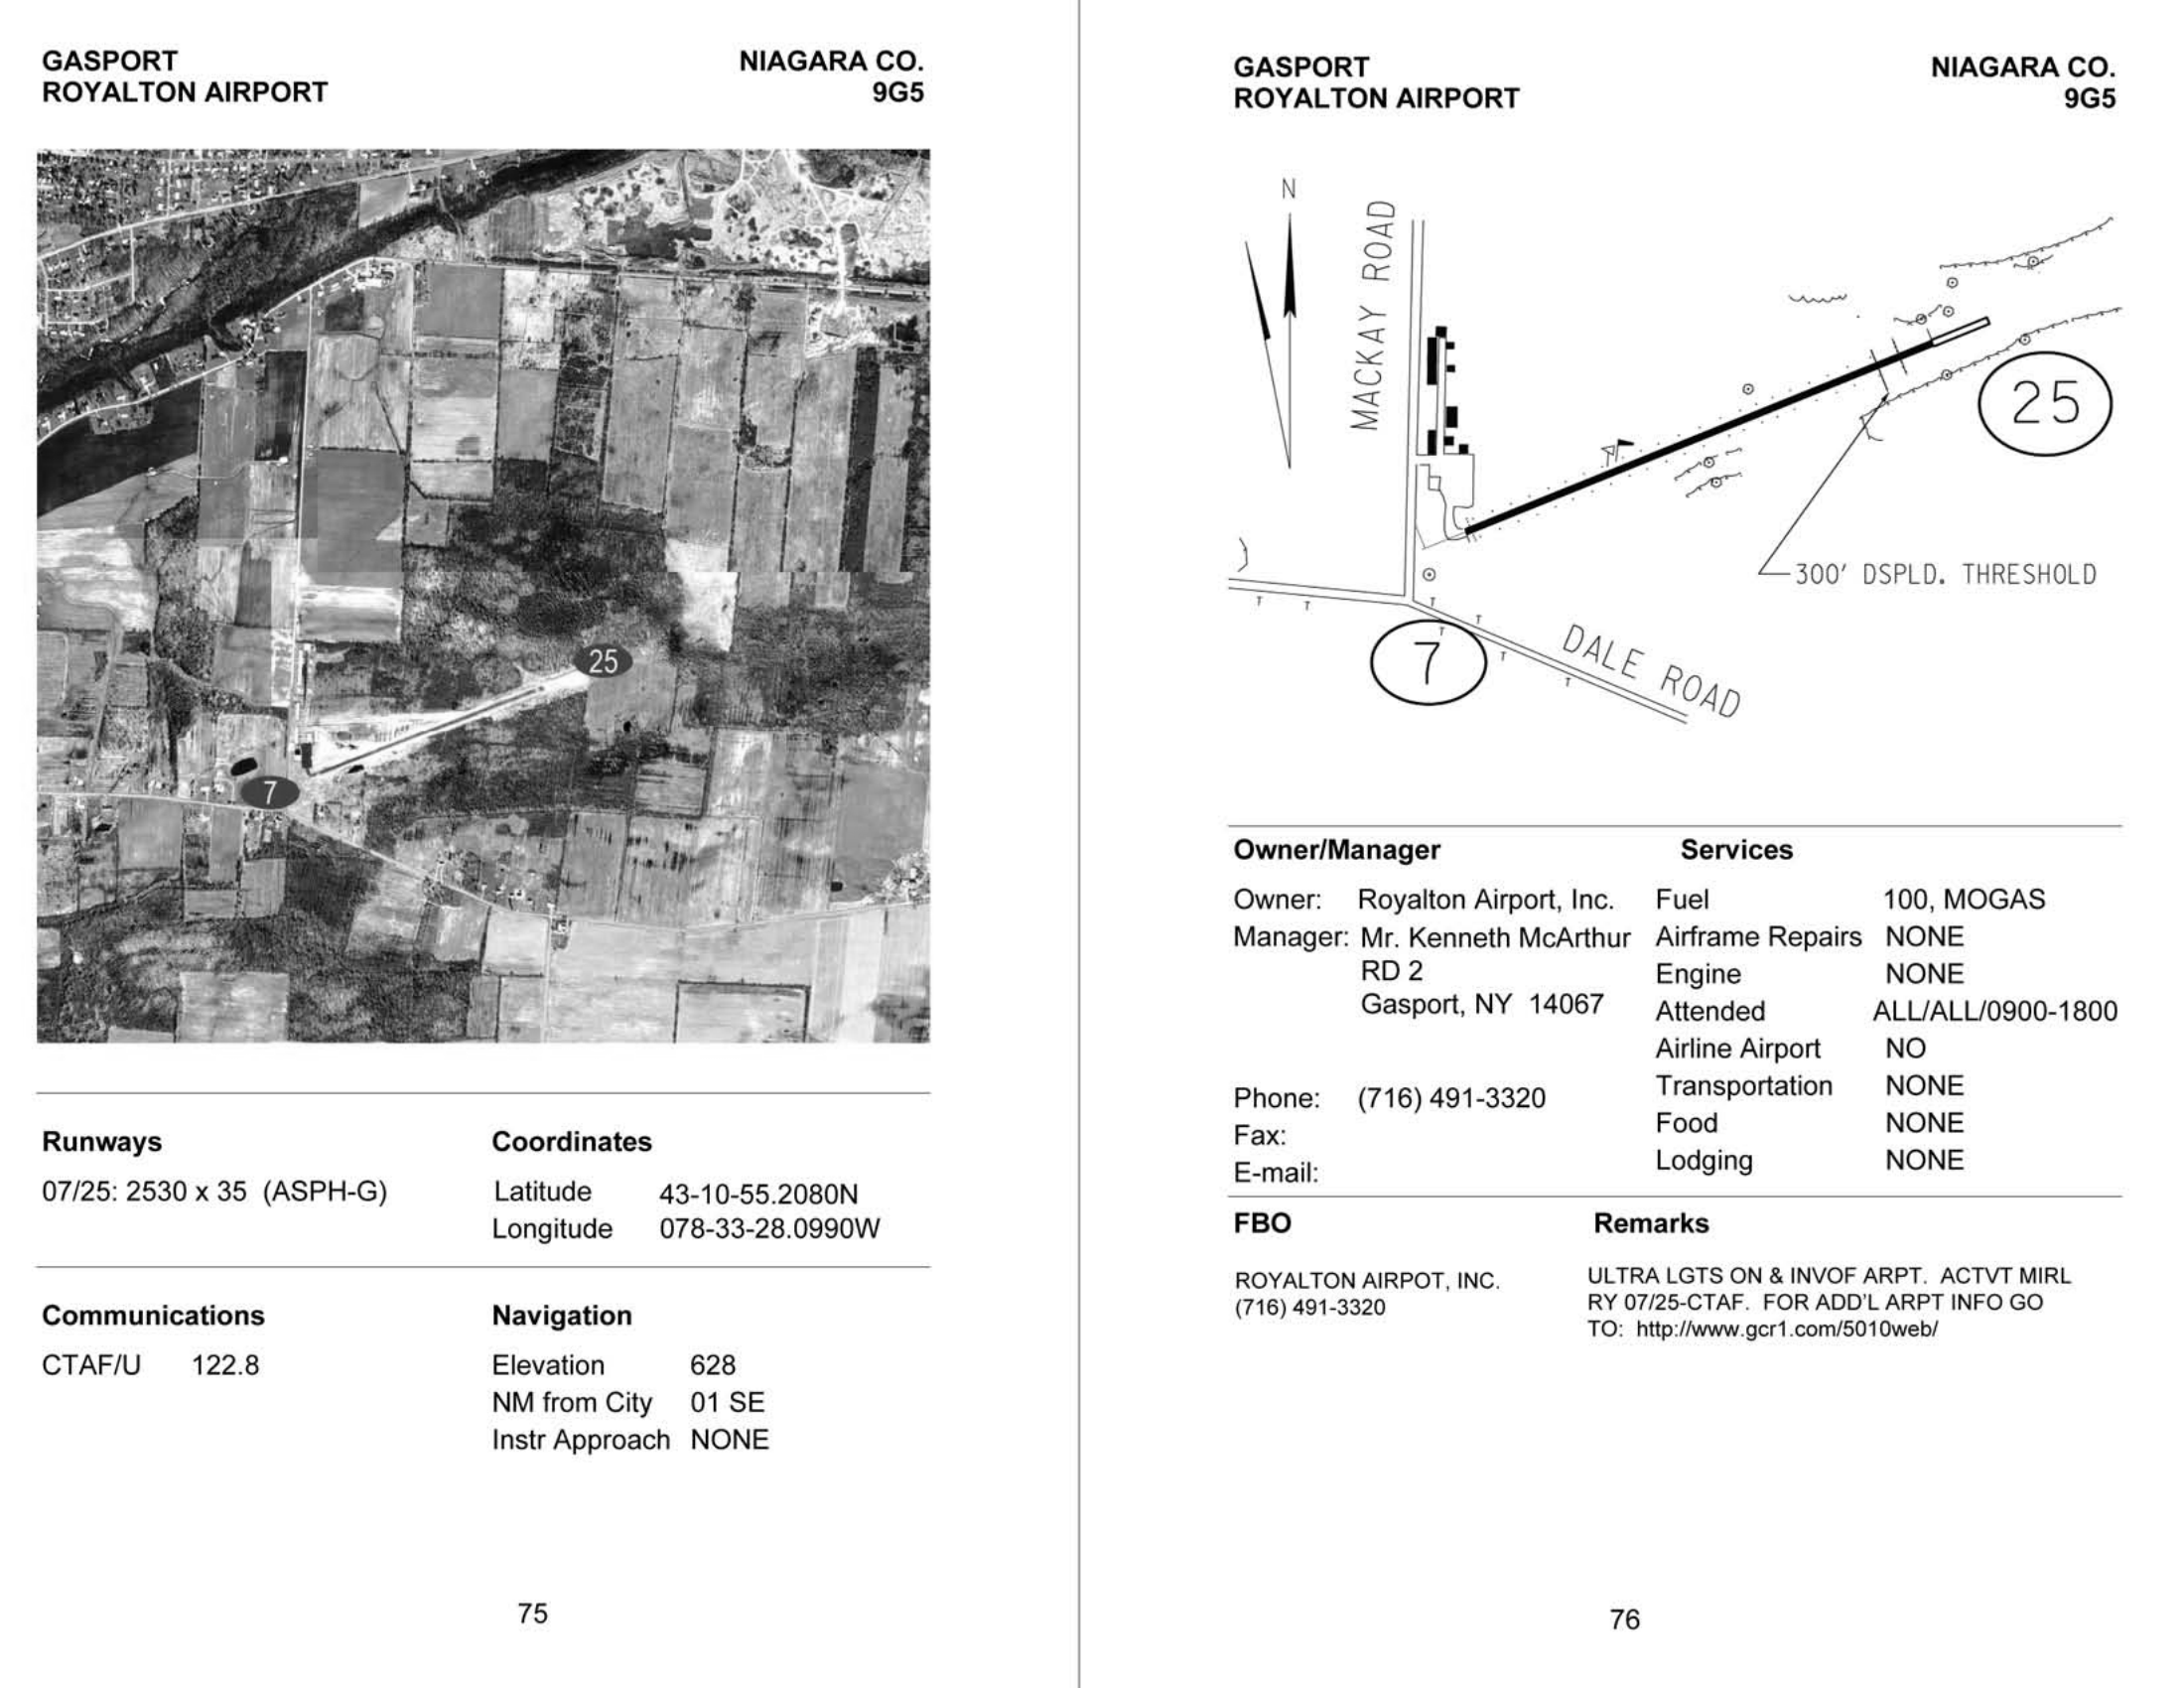 GASPORT
NIAGARA CO.
ROYALTON AIRPORT
9G5
25
7
Runways
07/25: 2530 x 35 (ASPH-G)
Coordinates
Latitude 43-10-55.2080N
Longitude 078-33-28.0990W
Communications
CTAF/U 122.8
Navigation
Elevation 628
NM from City 01 SE
Instr Approach NONE
75
GASPORT
NIAGARA CO.
ROYALTON AIRPORT
9G5
N
MACKAY ROAD
25
300' DSPLD. THRESHOLD
7
DALE ROAD
T
T
T
T
T
T
T
Owner/Manager
Owner: Royalton Airport, Inc.
Manager: Mr. Kenneth McArthur
RD 2
Gasport, NY 14067
Phone: (716) 491-3320
Fax:
E-mail:
Services
Fuel 100, MOGAS
Airframe Repairs NONE
Engine NONE
Attended ALL/ALL/0900-1800
Airline Airport NO
Transportation NONE
Food NONE
Lodging NONE
FBO
ROYALTON AIRPOT, INC.
(716) 491-3320
Remarks
ULTRA LGTS ON & INVOF ARPT. ACTVT MIRL
RY 07/25-CTAF. FOR ADD'L ARPT INFO GO
TO: http://www.gcr1.com/5010web/
76